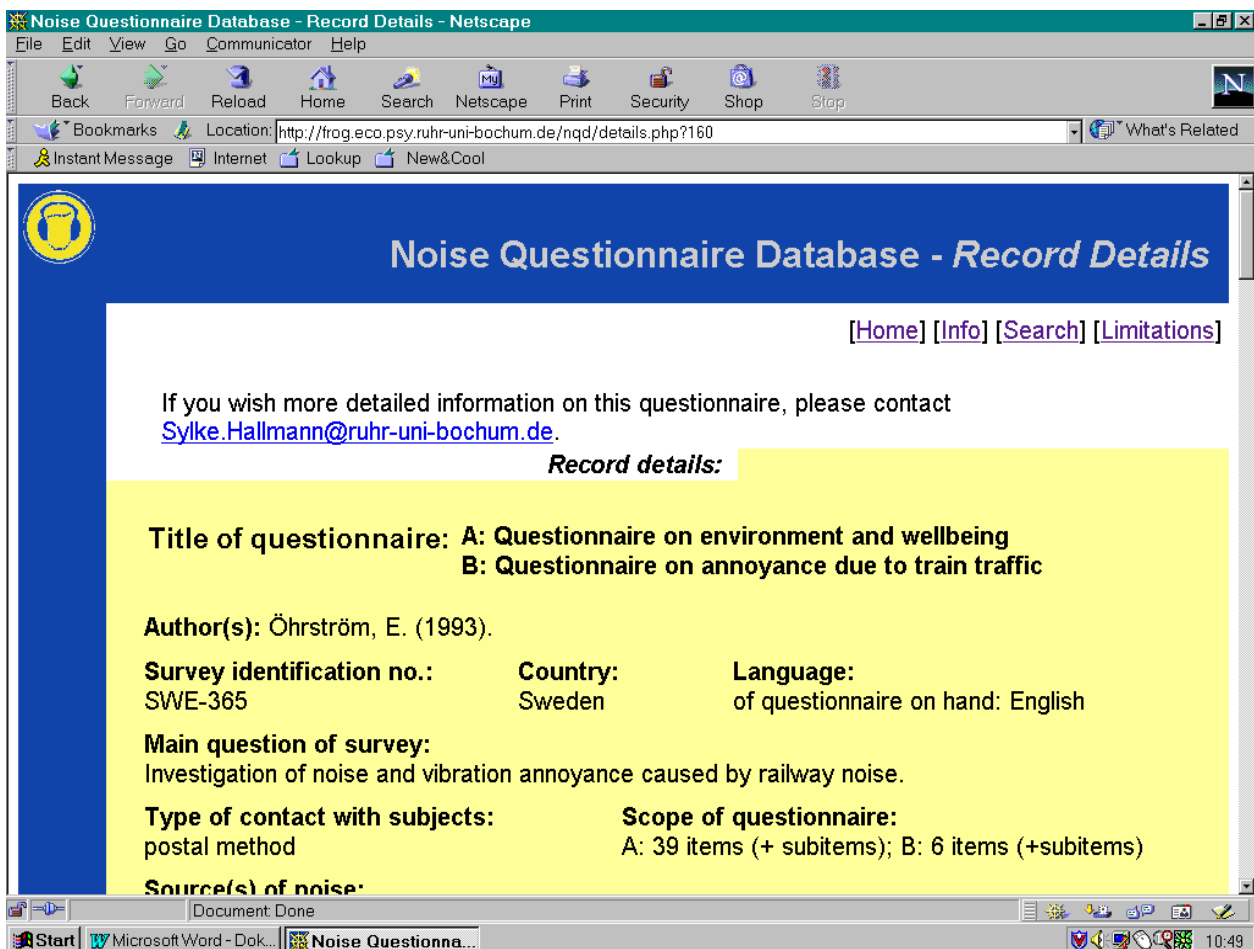 Noise Questionnaire Database - Record Details - Netscape
File Edit View Go Communicator Help
My
Back Forward Reload Home Search Netscape Print Security Shop Stop
N
Bookmarks Location: http://frog.eco.psy.ruhr-uni-bochum.de/nqd/details.php?160 What's Related
Instant Message Internet Lookup New&Cool
Noise Questionnaire Database - Record Details
[Home] [Info] [Search] [Limitations]
If you wish more detailed information on this questionnaire, please contact
Sylke.Hallmann@ruhr-uni-bochum.de.
Record details:
Title of questionnaire: A: Questionnaire on environment and wellbeing
B: Questionnaire on annoyance due to train traffic
Author(s): Öhrström, E. (1993).
Survey identification no.: Country: Language:
SWE-365 Sweden of questionnaire on hand: English
Main question of survey:
Investigation of noise and vibration annoyance caused by railway noise.
Type of contact with subjects: Scope of questionnaire:
postal method A: 39 items (+ subitems); B: 6 items (+subitems)
Source(s) of noise:
Document: Done
Start Microsoft Word - Dok... Noise Questionna... 10:49